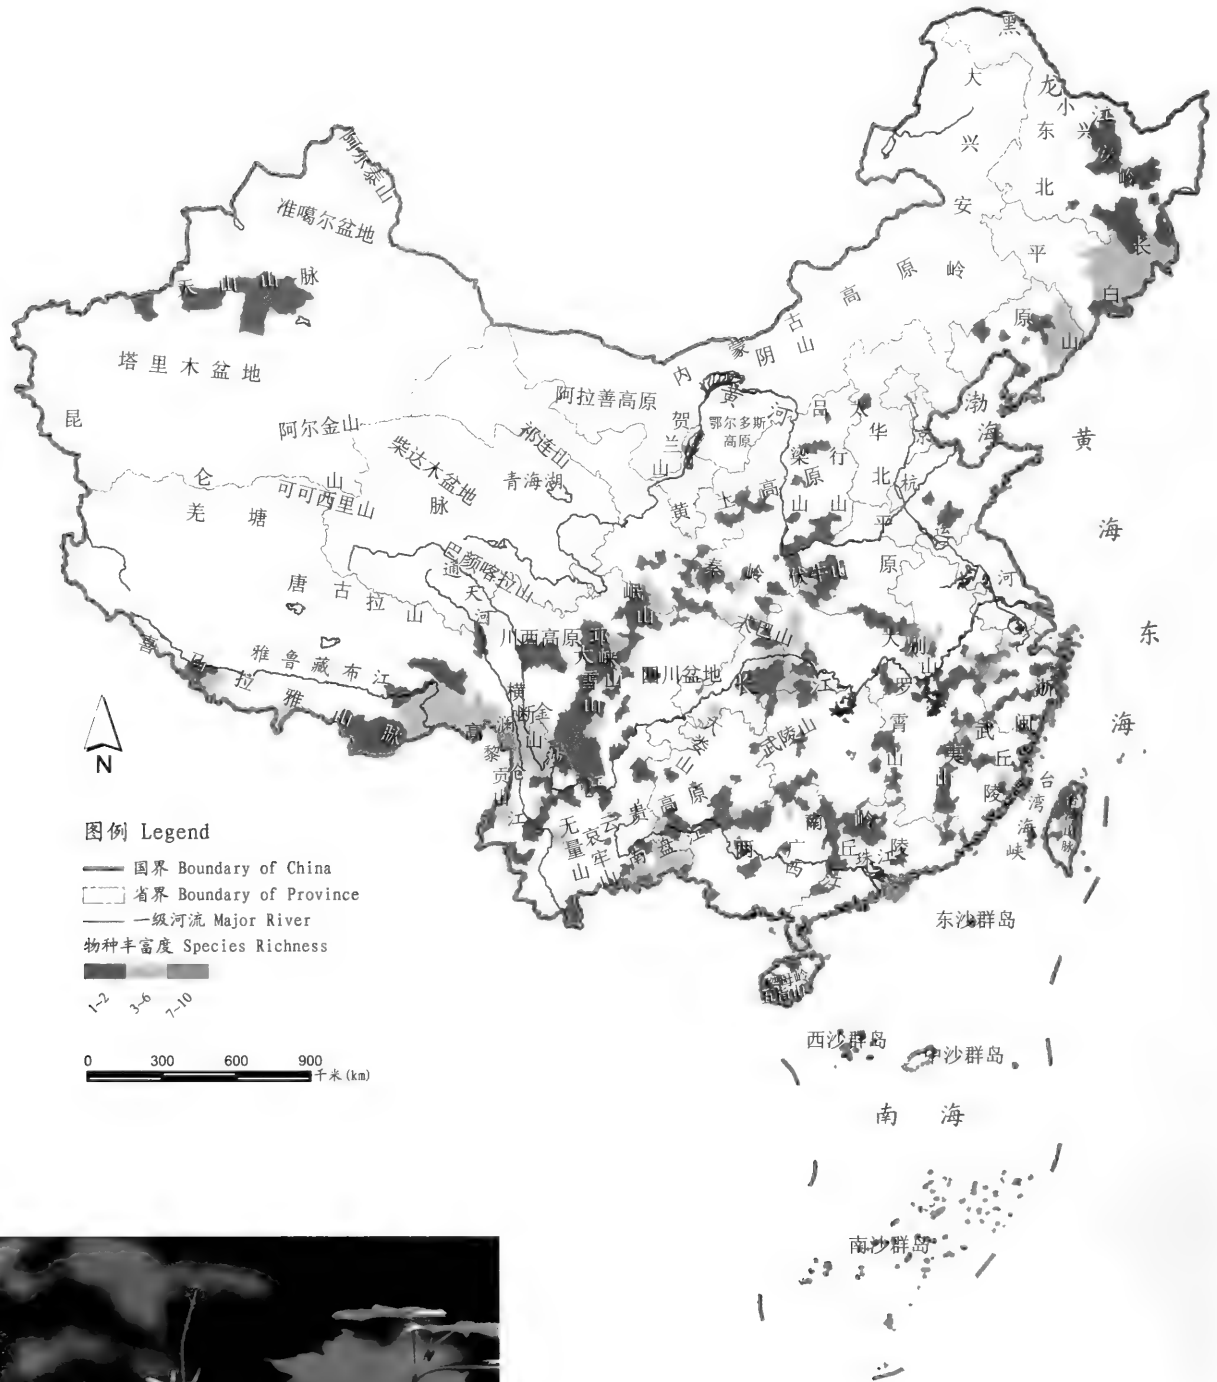 黑
龙
江
大
兴
安
岭
小
兴
岭
东
北
平
原
长
白
山
阿尔泰山
准噶尔盆地
天山山脉
塔里木盆地
昆
仑
山
脉
阿尔金山
祁连山
柴达木盆地
青海湖
可可西里山
羌塘
阿拉善高原
贺
兰
山
鄂尔多斯
高原
内
蒙
古
高
原
阴
山
黄
河
吕
梁
山
太
行
山
华
北
平
原
京
杭
运
河
渤
海
黄
海
东
海
黄
土
高
原
秦
岭
伏牛山
巴颜喀拉山
通
天
河
唐
古
拉
山
岷
山
川西高原
邛
崃
山
大
雪
山
四川盆地
大巴山
大
别
山
喜
马
拉
雅
山
脉
雅鲁藏布江
横
断
山
金
沙
江
高
黎
贡
山
长
江
武陵山
大
娄
山
罗
霄
山
武
夷
山
浙
闽
丘
陵
台
湾
海
峡
无
量
山
哀
牢
山
云
贵
高
原
南
盘
江
南
岭
两
广
丘
陵
西
江
珠江
东沙群岛
五指山
西沙群岛
中沙群岛
南海
南沙群岛
N
图例 Legend
国界 Boundary of China
省界 Boundary of Province
一级河流 Major River
物种丰富度 Species Richness
1-2 3-6 7-10
0 300 600 900
千米(km)